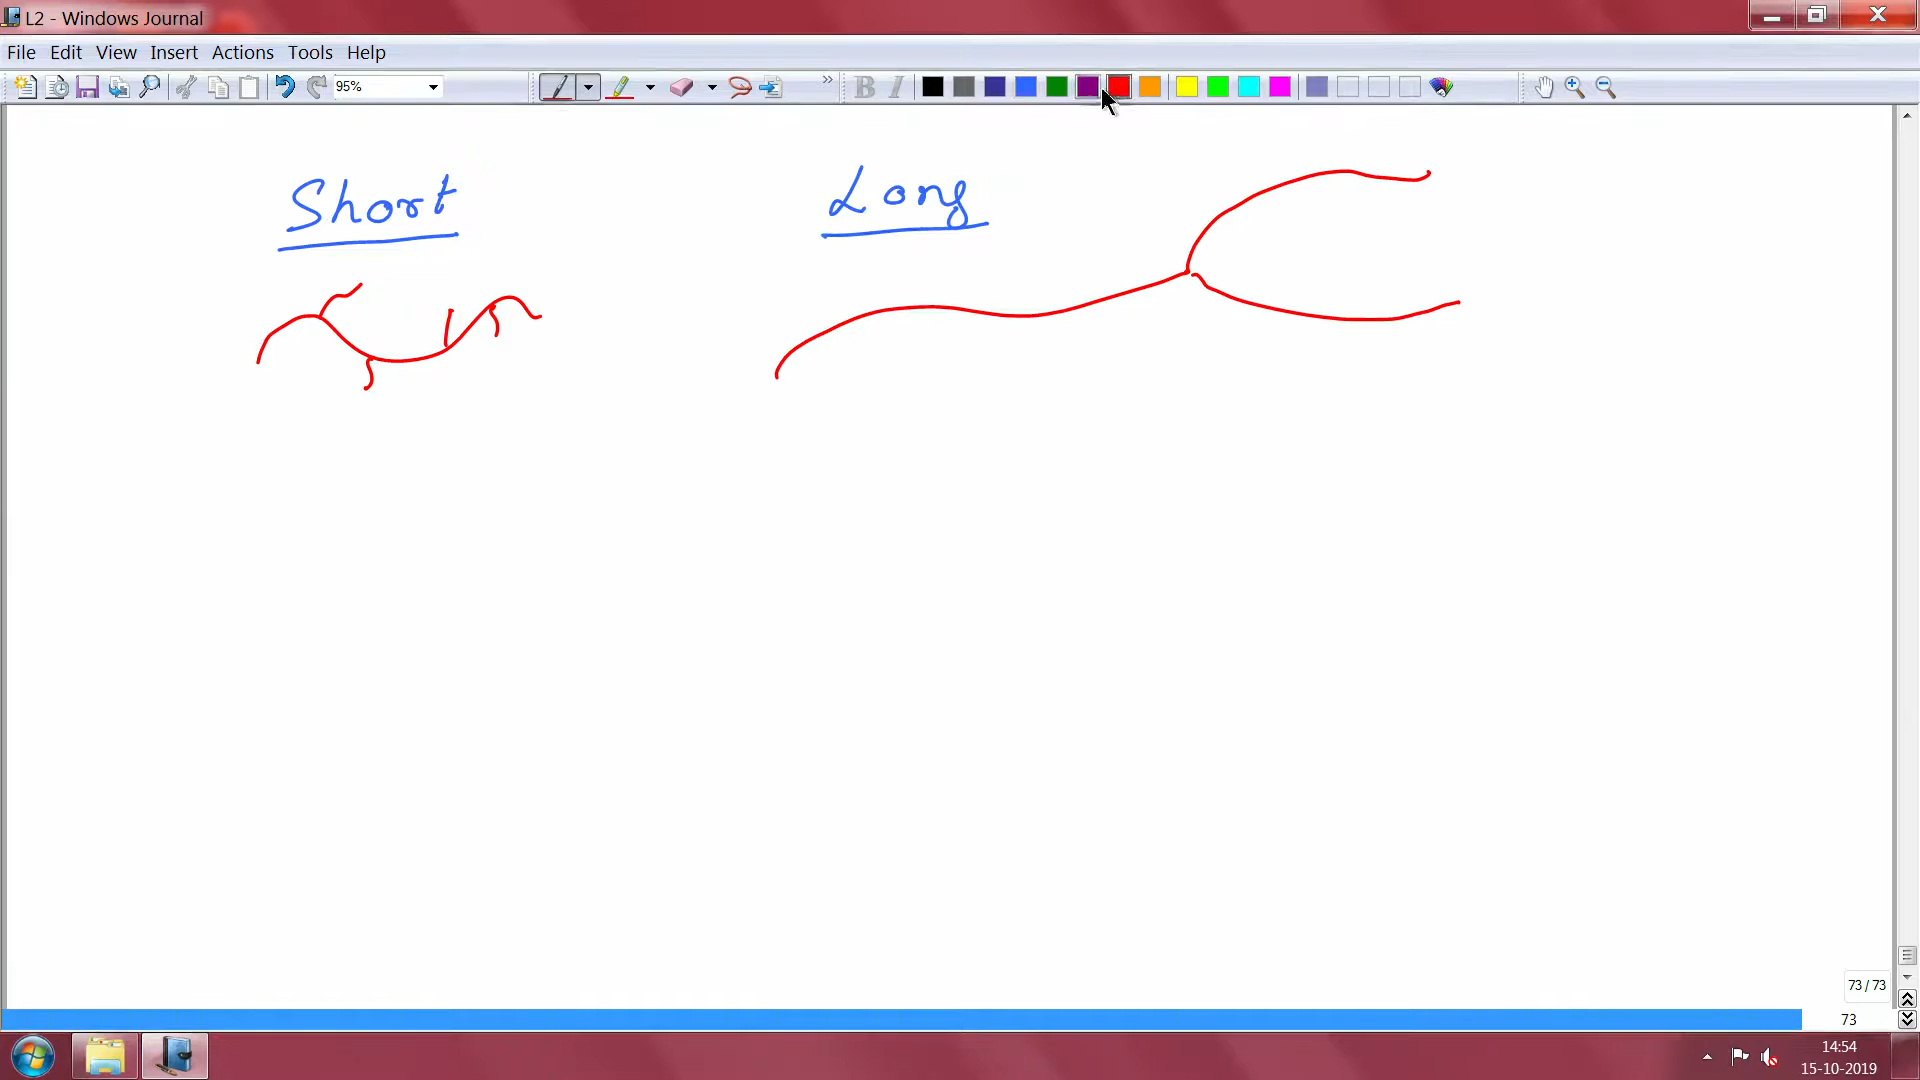 L2 - Windows Journal
File Edit View Insert Actions Tools Help
95%
B I
Short Long
73 / 73
73
14:54
15-10-2019